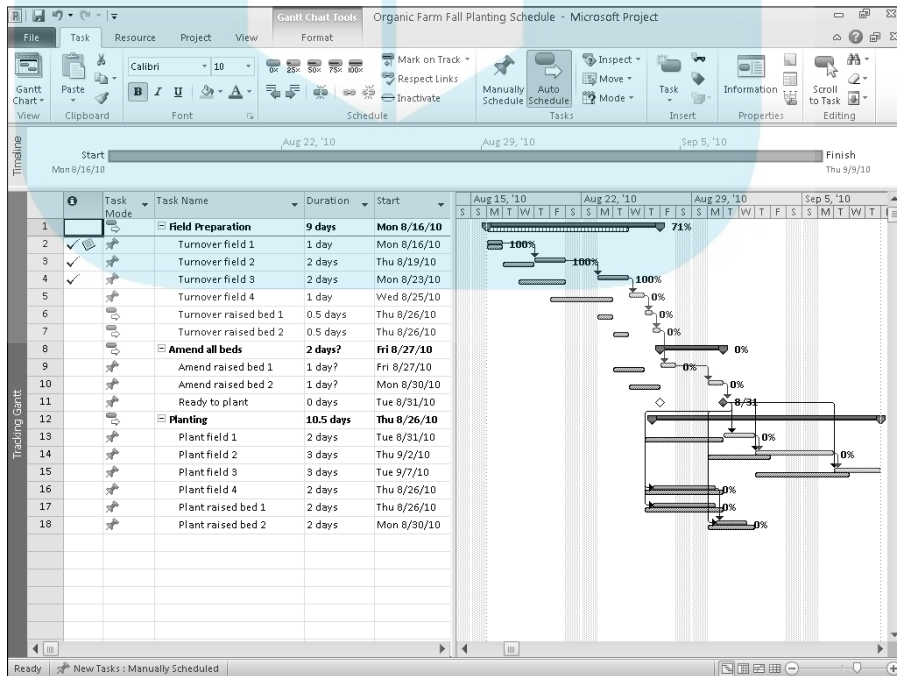 Gantt Chart Tools Organic Farm Fall Planting Schedule - Microsoft Project
File Task Resource Project View Format
Gantt Chart
View
Paste
Clipboard
Calibri 10
B I U A
Font
0% 25% 50% 75% 100%
Mark on Track
Respect Links
Inactivate
Schedule
Manually Schedule
Auto Schedule
Inspect
Move
Mode
Tasks
Task
Insert
Information
Properties
Scroll to Task
Editing
Timeline
Aug 22, '10 Aug 29, '10 Sep 5, '10
Start
Mon 8/16/10
Finish
Thu 9/9/10
Task Mode Task Name Duration Start
Aug 15, '10 Aug 22, '10 Aug 29, '10 Sep 5, '10
S S M T W T F S S M T W T F S S M T W T F S S M T W T
1 Field Preparation 9 days Mon 8/16/10 71%
2 Turnover field 1 1 day Mon 8/16/10 100%
3 Turnover field 2 2 days Thu 8/19/10 100%
4 Turnover field 3 2 days Mon 8/23/10 100%
5 Turnover field 4 1 day Wed 8/25/10 0%
6 Turnover raised bed 1 0.5 days Thu 8/26/10 0%
7 Turnover raised bed 2 0.5 days Thu 8/26/10 0%
8 Amend all beds 2 days? Fri 8/27/10 0%
9 Amend raised bed 1 1 day? Fri 8/27/10 0%
10 Amend raised bed 2 1 day? Mon 8/30/10 0%
11 Ready to plant 0 days Tue 8/31/10 8/31
12 Planting 10.5 days Thu 8/26/10
13 Plant field 1 2 days Tue 8/31/10 0%
14 Plant field 2 3 days Thu 9/2/10 0%
15 Plant field 3 3 days Tue 9/7/10
16 Plant field 4 2 days Thu 8/26/10 0%
17 Plant raised bed 1 2 days Thu 8/26/10 0%
18 Plant raised bed 2 2 days Mon 8/30/10 0%
Tracking Gantt
Ready New Tasks : Manually Scheduled